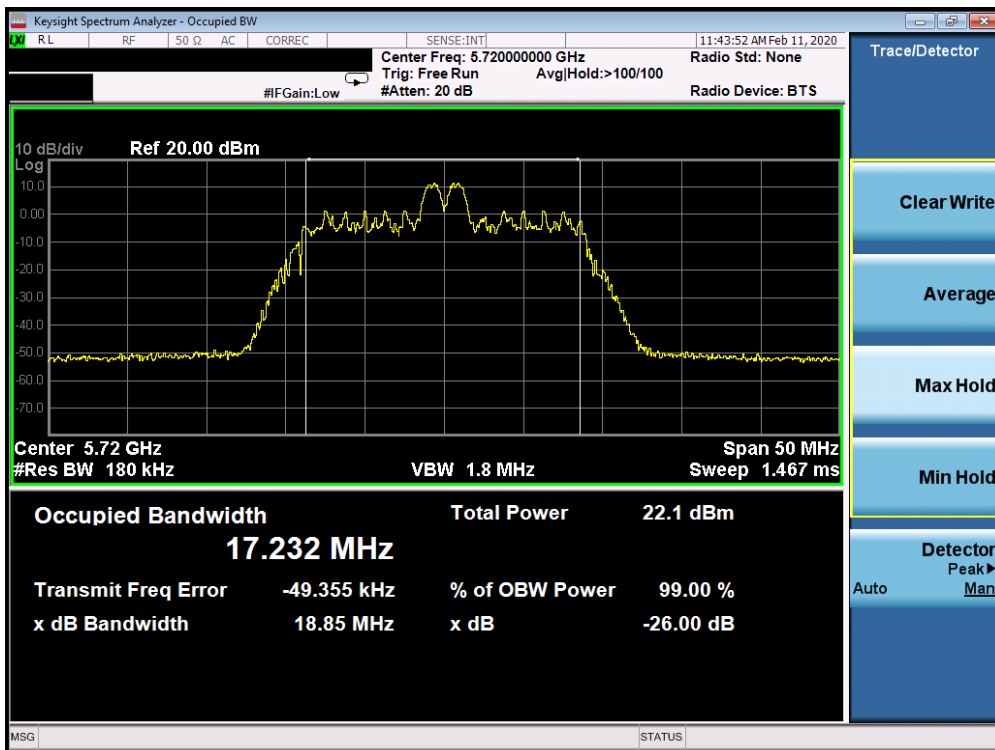 Keysight Spectrum Analyzer - Occupied BW
LXI RL RF 50 Ω AC CORREC SENSE:INT 11:43:52 AM Feb 11, 2020
Center Freq: 5.720000000 GHz Radio Std: None
Trig: Free Run Avg|Hold:>100/100
#IFGain:Low #Atten: 20 dB Radio Device: BTS
10 dB/div Ref 20.00 dBm
Log
10.0
0.00
-10.0
-20.0
-30.0
-40.0
-50.0
-60.0
-70.0
Center 5.72 GHz Span 50 MHz
#Res BW 180 kHz VBW 1.8 MHz Sweep 1.467 ms
Occupied Bandwidth Total Power 22.1 dBm
17.232 MHz
Transmit Freq Error -49.355 kHz % of OBW Power 99.00 %
x dB Bandwidth 18.85 MHz x dB -26.00 dB
MSG STATUS
Trace/Detector
Clear Write
Average
Max Hold
Min Hold
Detector
Peak▶
Auto Man